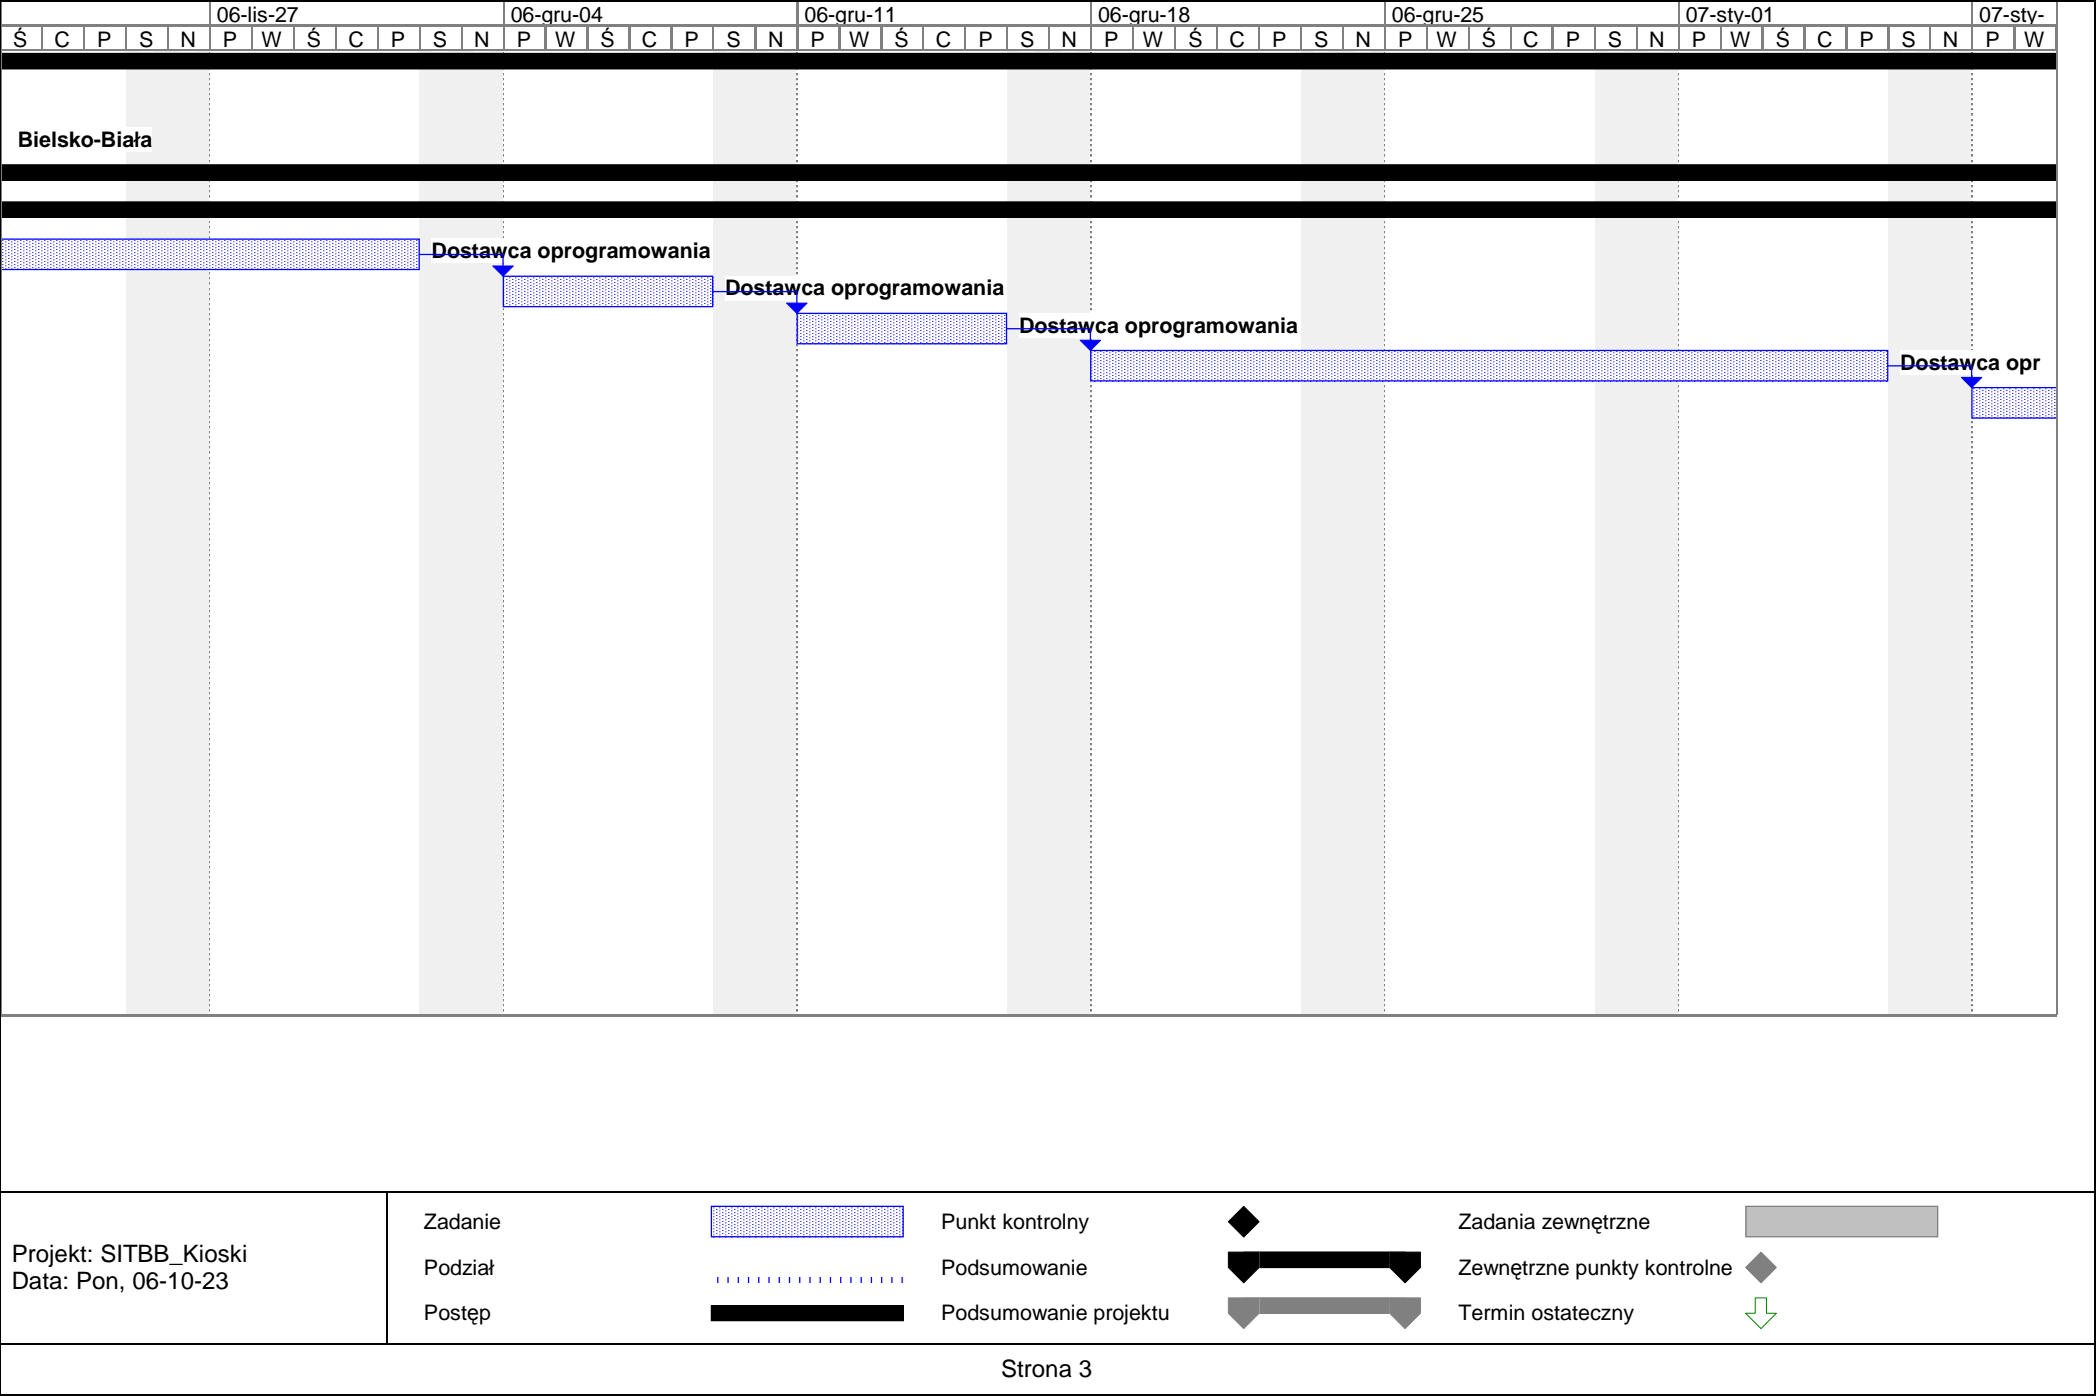 06-lis-27 06-gru-04 06-gru-11 06-gru-18 06-gru-25 07-sty-01 07-sty-
Ś C P S N P W Ś C P S N P W Ś C P S N P W Ś C P S N P W Ś C P S N P W Ś C P S N P W Ś C P S N P W
Bielsko-Biała
Dostawca oprogramowania
Dostawca oprogramowania
Dostawca oprogramowania
Dostawca opr
Projekt: SITBB_Kioski
Data: Pon, 06-10-23
Zadanie
Podział
Postęp
Punkt kontrolny
Podsumowanie
Podsumowanie projektu
Zadania zewnętrzne
Zewnętrzne punkty kontrolne
Termin ostateczny
Strona 3